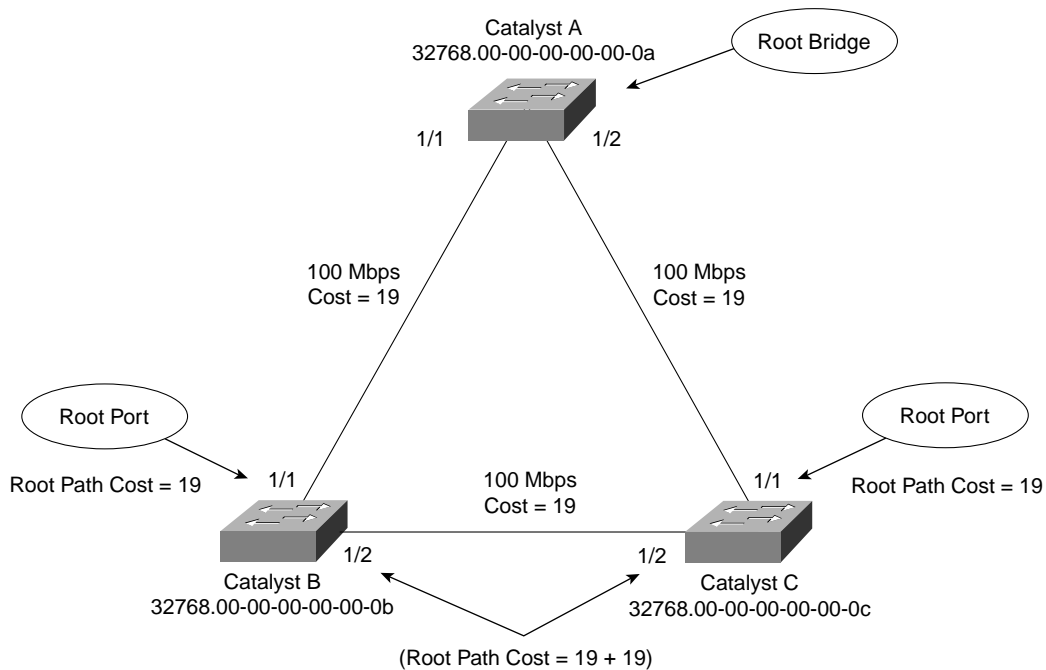 Catalyst A
32768.00-00-00-00-00-0a
Root Bridge
1/1
1/2
100 Mbps
Cost = 19
100 Mbps
Cost = 19
Root Port
Root Port
Root Path Cost = 19
1/1
100 Mbps
Cost = 19
1/1
Root Path Cost = 19
1/2
1/2
Catalyst B
32768.00-00-00-00-00-0b
Catalyst C
32768.00-00-00-00-00-0c
(Root Path Cost = 19 + 19)